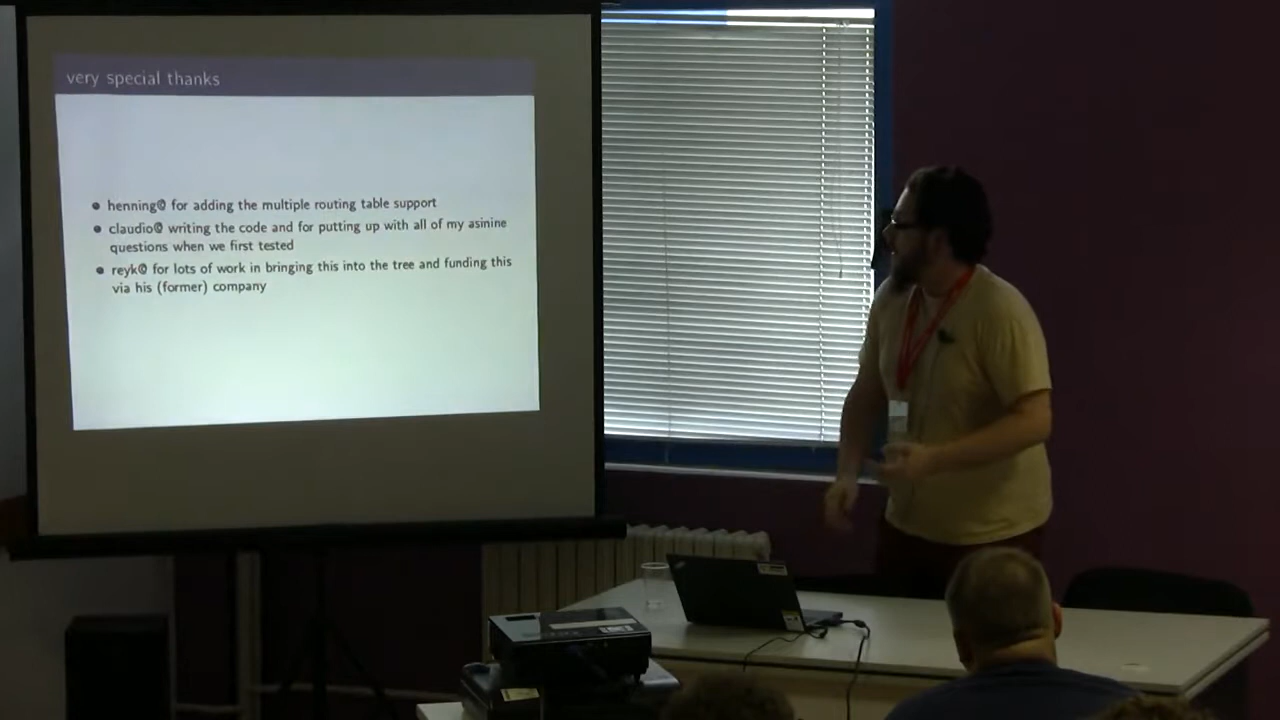 very special thanks
henning@ for adding the multiple routing table support
claudio@ writing the code and for putting up with all of my asinine
questions when we first tested
reyk@ for lots of work in bringing this into the tree and funding this
via his (former) company